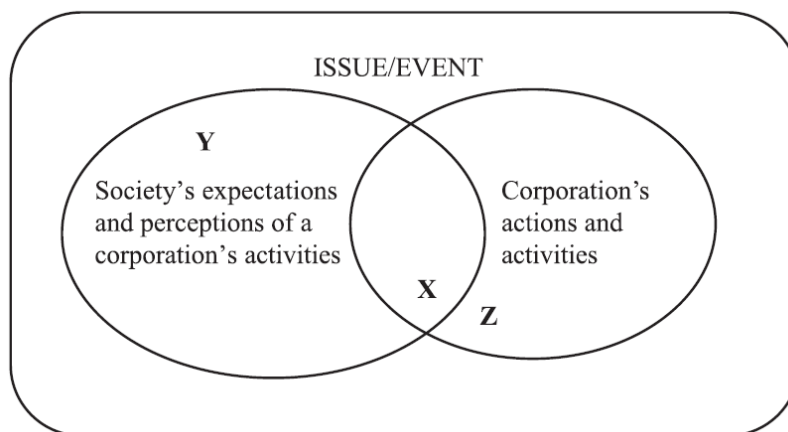 ISSUE/EVENT
Y
Society’s expectations
and perceptions of a
corporation’s activities
Corporation’s
actions and
activities
X
Z